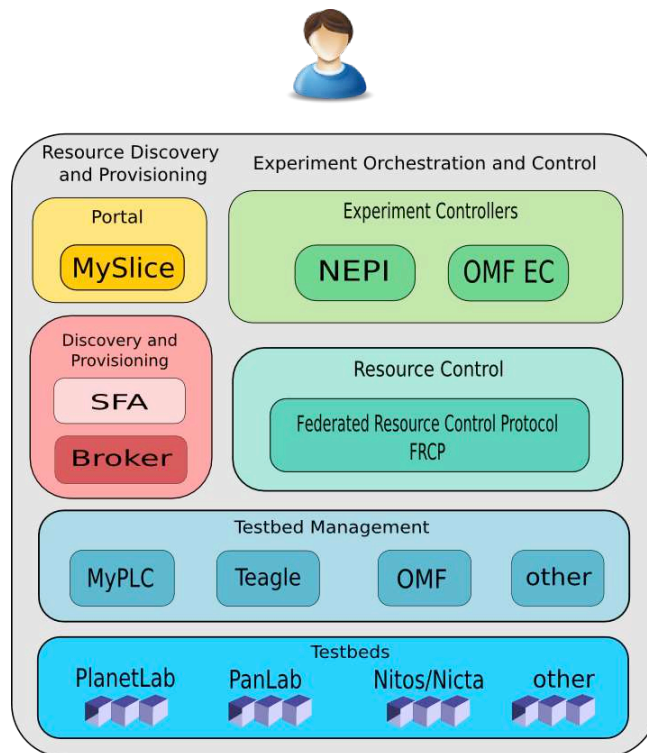 Resource Discovery
and Provisioning
Experiment Orchestration and Control
Portal
MySlice
Experiment Controllers
NEPI
OMF EC
Discovery and
Provisioning
SFA
Broker
Resource Control
Federated Resource Control Protocol
FRCP
Testbed Management
MyPLC
Teagle
OMF
other
Testbeds
PlanetLab
PanLab
Nitos/Nicta
other